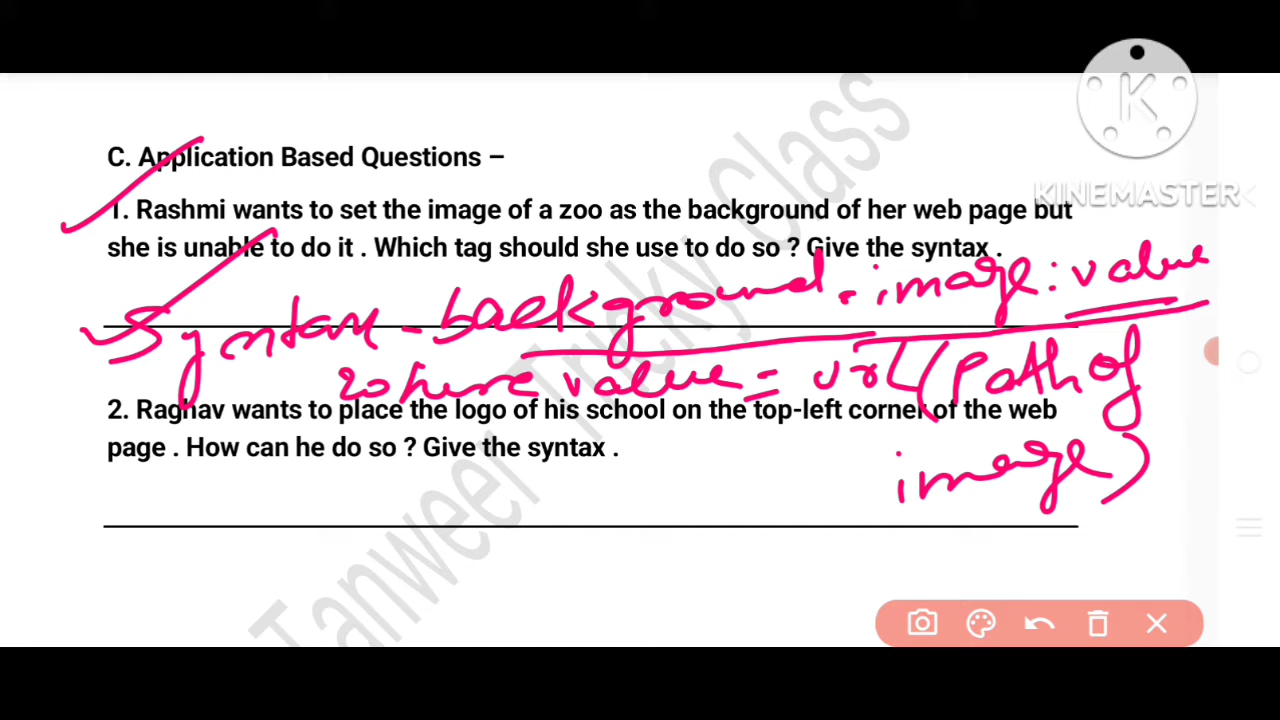 KINEMASTER
C. Application Based Questions –
1. Rashmi wants to set the image of a zoo as the background of her web page but
she is unable to do it . Which tag should she use to do so ? Give the syntax .
Syntax - background - image : value
where value = url (path of
image)
2. Raghav wants to place the logo of his school on the top-left corner of the web
page . How can he do so ? Give the syntax .
Tanweer Tricky Class